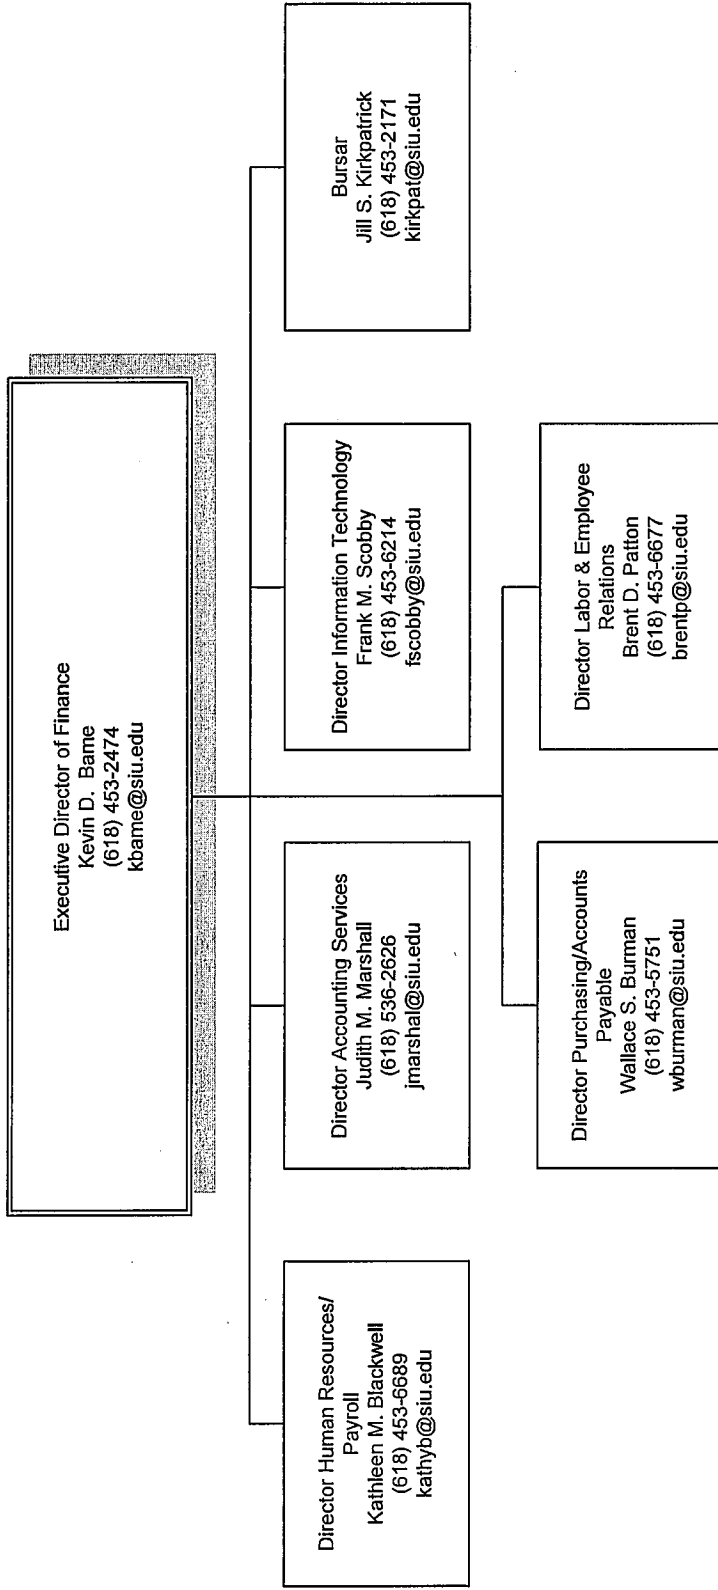 Executive Director of Finance
Kevin D. Bame
(618) 453-2474
kbame@siu.edu
Director Human Resources/
Payroll
Kathleen M. Blackwell
(618) 453-6689
kathyb@siu.edu
Director Accounting Services
Judith M. Marshall
(618) 536-2626
jmarshal@siu.edu
Director Information Technology
Frank M. Scobby
(618) 453-6214
fscobby@siu.edu
Bursar
Jill S. Kirkpatrick
(618) 453-2171
kirkpat@siu.edu
Director Purchasing/Accounts
Payable
Wallace S. Burman
(618) 453-5751
wburman@siu.edu
Director Labor & Employee
Relations
Brent D. Patton
(618) 453-6677
brentp@siu.edu